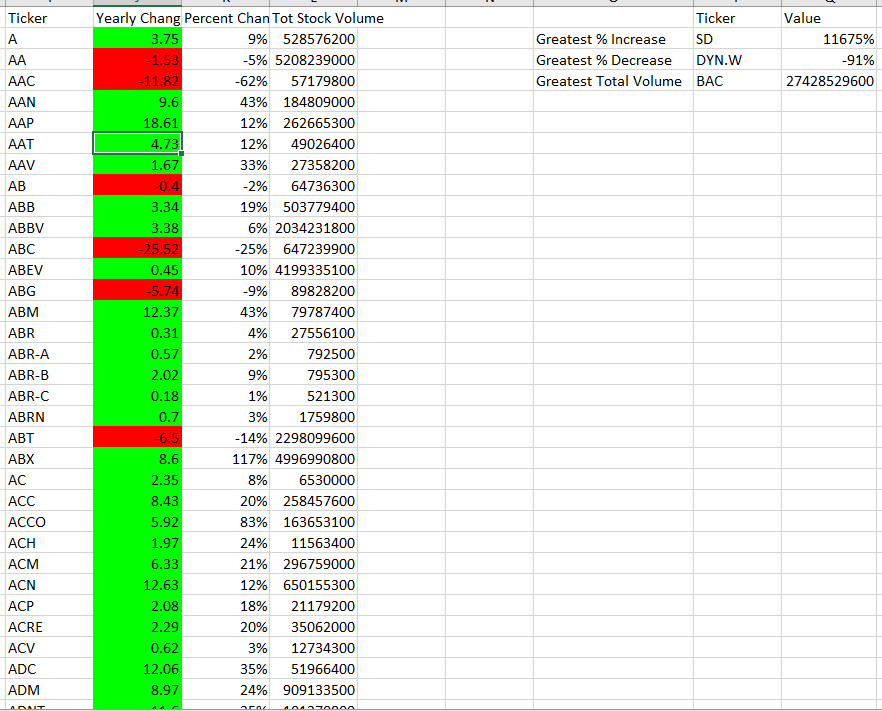 Ticker Yearly Chang Percent Chan Tot Stock Volume Ticker Value
A 3.75 9% 528576200 Greatest % Increase SD 11675%
AA -1.53 -5% 5208239000 Greatest % Decrease DYN.W -91%
AAC -11.82 -62% 57179800 Greatest Total Volume BAC 27428529600
AAN 9.6 43% 184809000
AAP 18.61 12% 262665300
AAT 4.73 12% 49026400
AAV 1.67 33% 27358200
AB -0.4 -2% 64736300
ABB 3.34 19% 503779400
ABBV 3.38 6% 2034231800
ABC -25.52 -25% 647239900
ABEV 0.45 10% 4199335100
ABG -5.74 -9% 89828200
ABM 12.37 43% 79787400
ABR 0.31 4% 27556100
ABR-A 0.57 2% 792500
ABR-B 2.02 9% 795300
ABR-C 0.18 1% 521300
ABRN 0.7 3% 1759800
ABT -6.5 -14% 2298099600
ABX 8.6 117% 4996990800
AC 2.35 8% 6530000
ACC 8.43 20% 258457600
ACCO 5.92 83% 163653100
ACH 1.97 24% 11563400
ACM 6.33 21% 296759000
ACN 12.63 12% 650155300
ACP 2.08 18% 21179200
ACRE 2.29 20% 35062000
ACV 0.62 3% 12734300
ADC 12.06 35% 51966400
ADM 8.97 24% 909133500